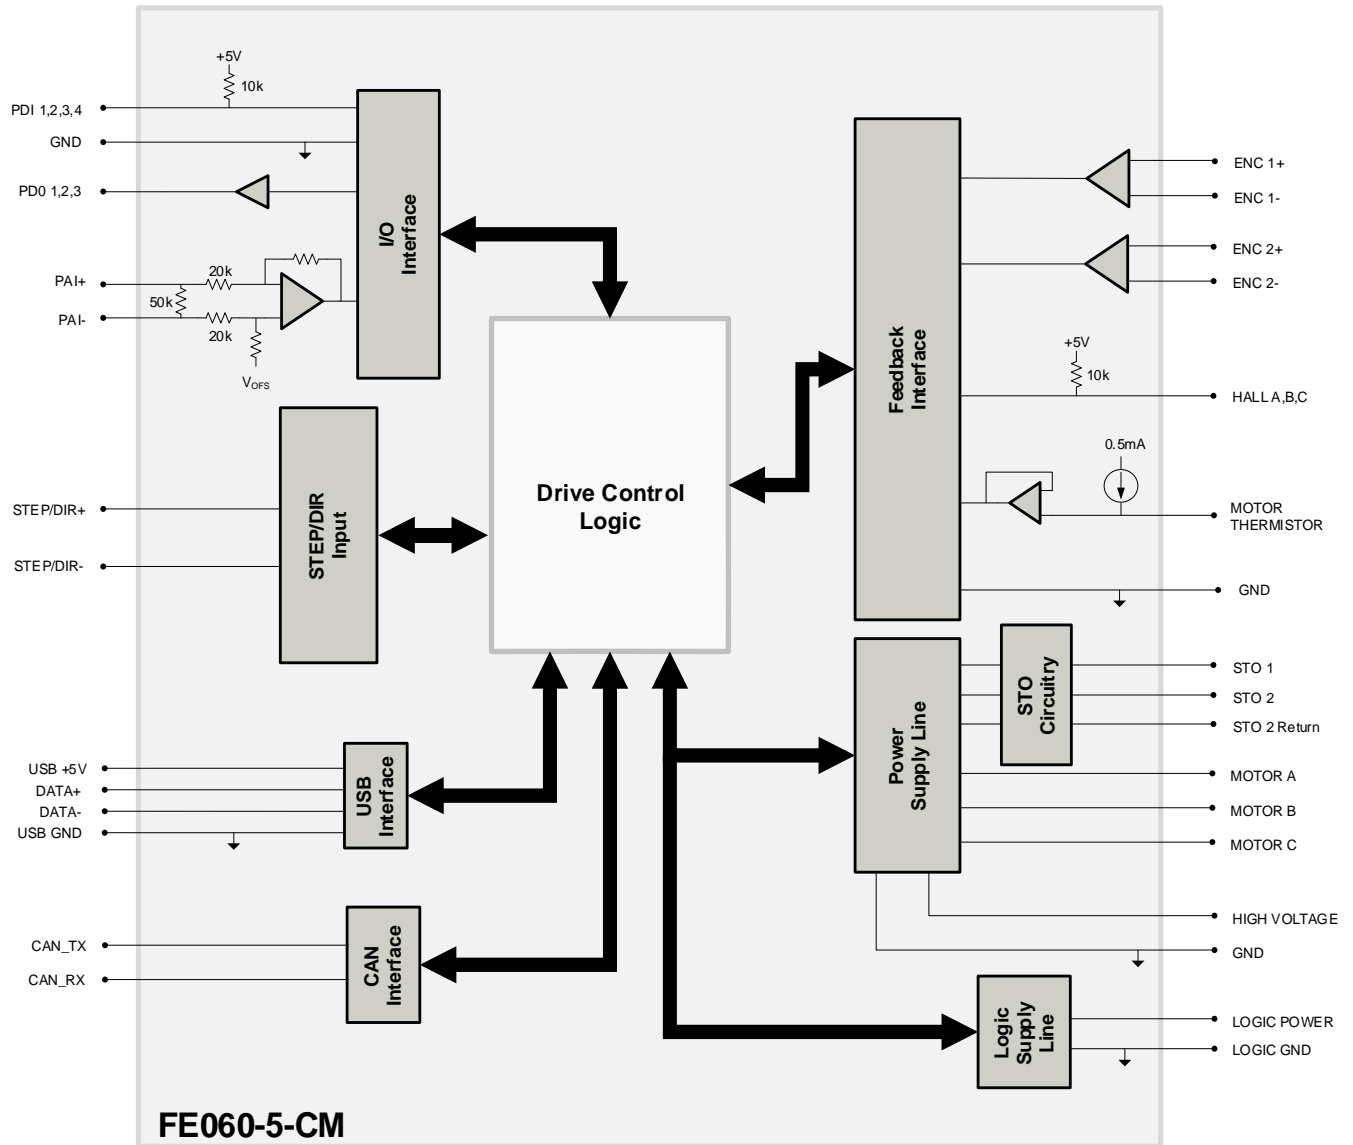 +5V
10k
PDI 1,2,3,4
GND
PD0 1,2,3
PAI+
PAI-
50k
20k
20k
VOFS
I/O
Interface
STEP/DIR+
STEP/DIR-
STEP/DIR
Input
USB +5V
DATA+
DATA-
USB GND
USB
Interface
CAN_TX
CAN_RX
CAN
Interface
Drive Control
Logic
Feedback
Interface
ENC 1+
ENC 1-
ENC 2+
ENC 2-
+5V
10k
HALL A,B,C
0.5mA
MOTOR
THERMISTOR
GND
Power
Supply Line
STO
Circuitry
STO 1
STO 2
STO 2 Return
MOTOR A
MOTOR B
MOTOR C
HIGH VOLTAGE
GND
Logic
Supply
Line
LOGIC POWER
LOGIC GND
FE060-5-CM